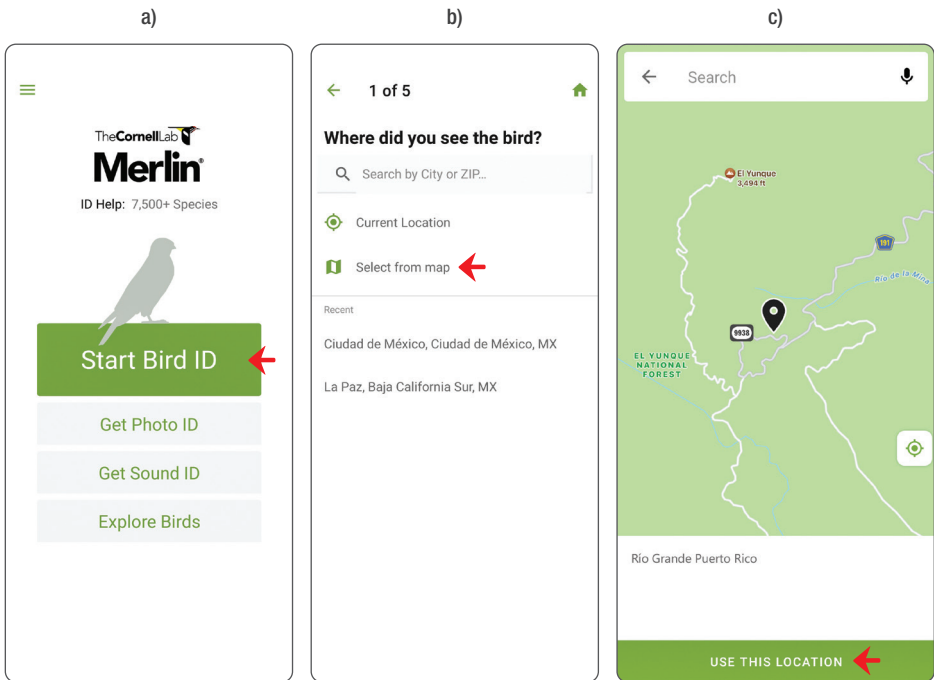 a)
b)
c)
TheCornellLab
Merlin®
ID Help: 7,500+ Species
Start Bird ID
Get Photo ID
Get Sound ID
Explore Birds
1 of 5
Where did you see the bird?
Search by City or ZIP...
Current Location
Select from map
Recent
Ciudad de México, Ciudad de México, MX
La Paz, Baja California Sur, MX
Search
El Yunque
3,494 ft
191
Río de la Mina
9938
EL YUNQUE
NATIONAL
FOREST
Río Grande Puerto Rico
USE THIS LOCATION